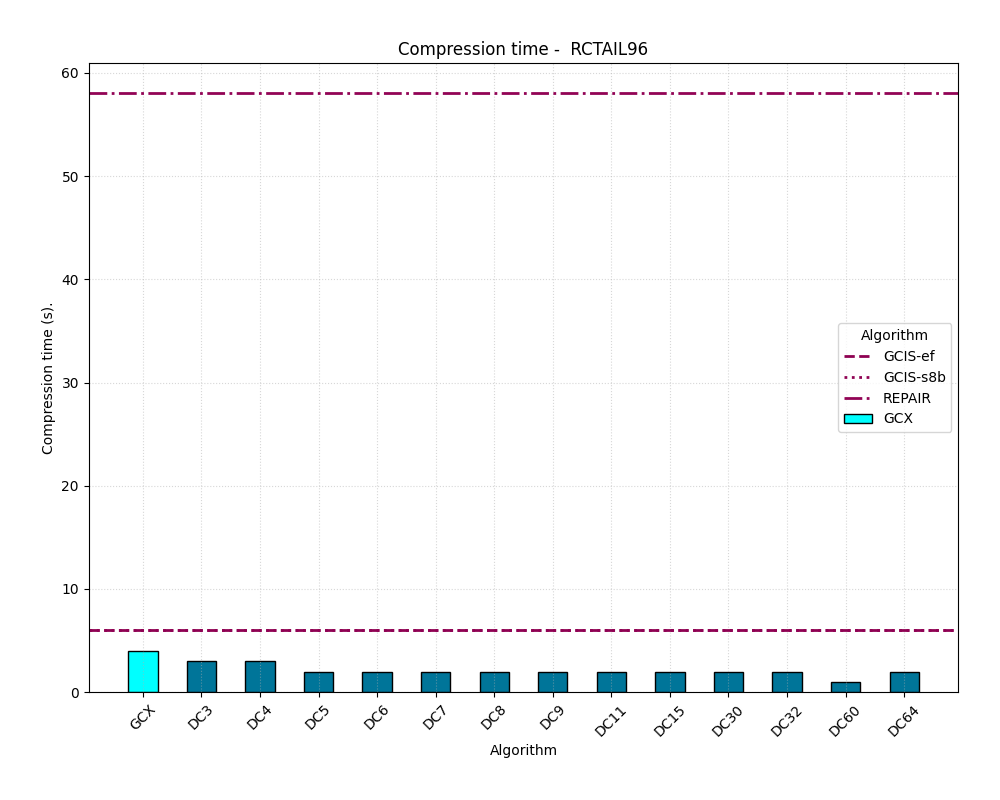 Compression time -  RCTAIL96
60
50
40
30
20
10
0
Compression time (s).
Algorithm
GCIS-ef
GCIS-s8b
REPAIR
GCX
GCX
DC3
DC4
DC5
DC6
DC7
DC8
DC9
DC11
DC15
DC30
DC32
DC60
DC64
Algorithm